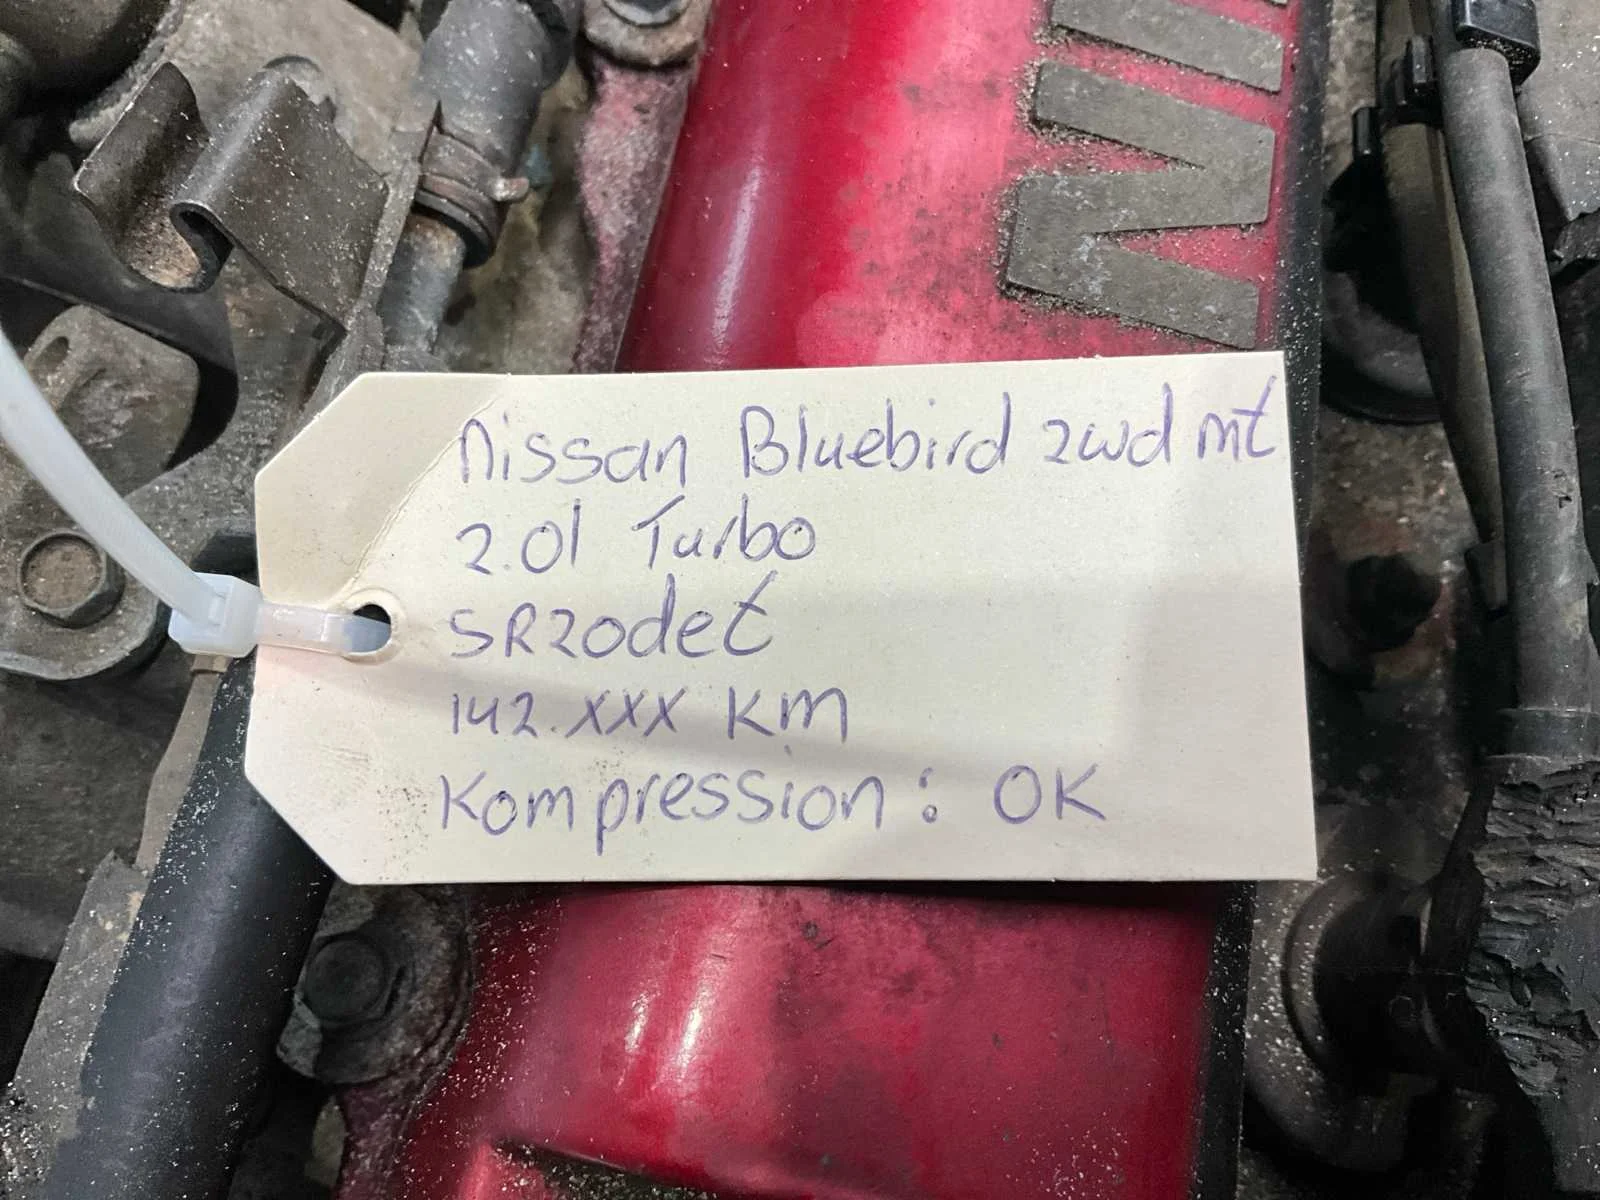 Nissan Bluebird 2wd mt
2.0l Turbo
SR20det
142.xxx Km
Kompression: OK